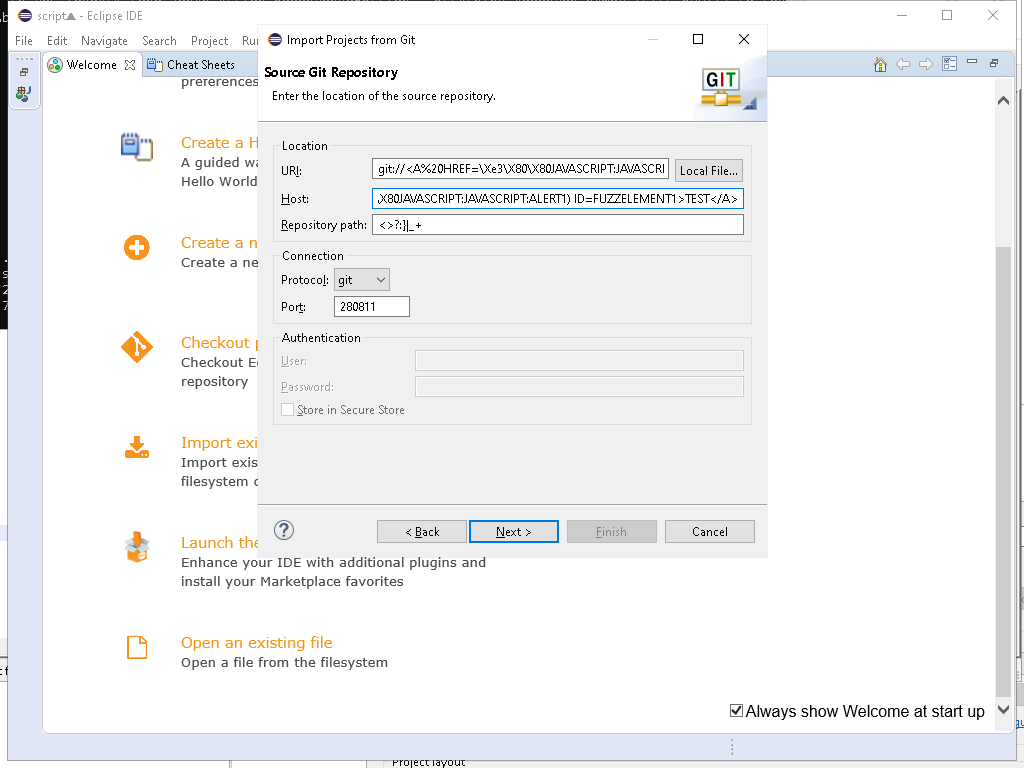 script▲ - Eclipse IDE
File Edit Navigate Search Project Ru
Welcome
Cheat Sheets
preferences
Create a H
A guided wa
Hello World
Create a n
Create a ne
Checkout p
Checkout Ec
repository
Import exi
Import exis
filesystem o
Launch the
Enhance your IDE with additional plugins and
install your Marketplace favorites
Open an existing file
Open a file from the filesystem
Always show Welcome at start up
Import Projects from Git
Source Git Repository
Enter the location of the source repository.
GIT
Location
URI: git://<A%20HREF=\Xe3\X80\X80JAVASCRIPT:JAVASCRI Local File...
Host: ,X80JAVASCRIPT:JAVASCRIPT:ALERT1) ID=FUZZELEMENT1>TEST</A>
Repository path: <>?:}|_+
Connection
Protocol: git
Port: 280811
Authentication
User:
Password:
Store in Secure Store
? < Back Next > Finish Cancel
Project layout